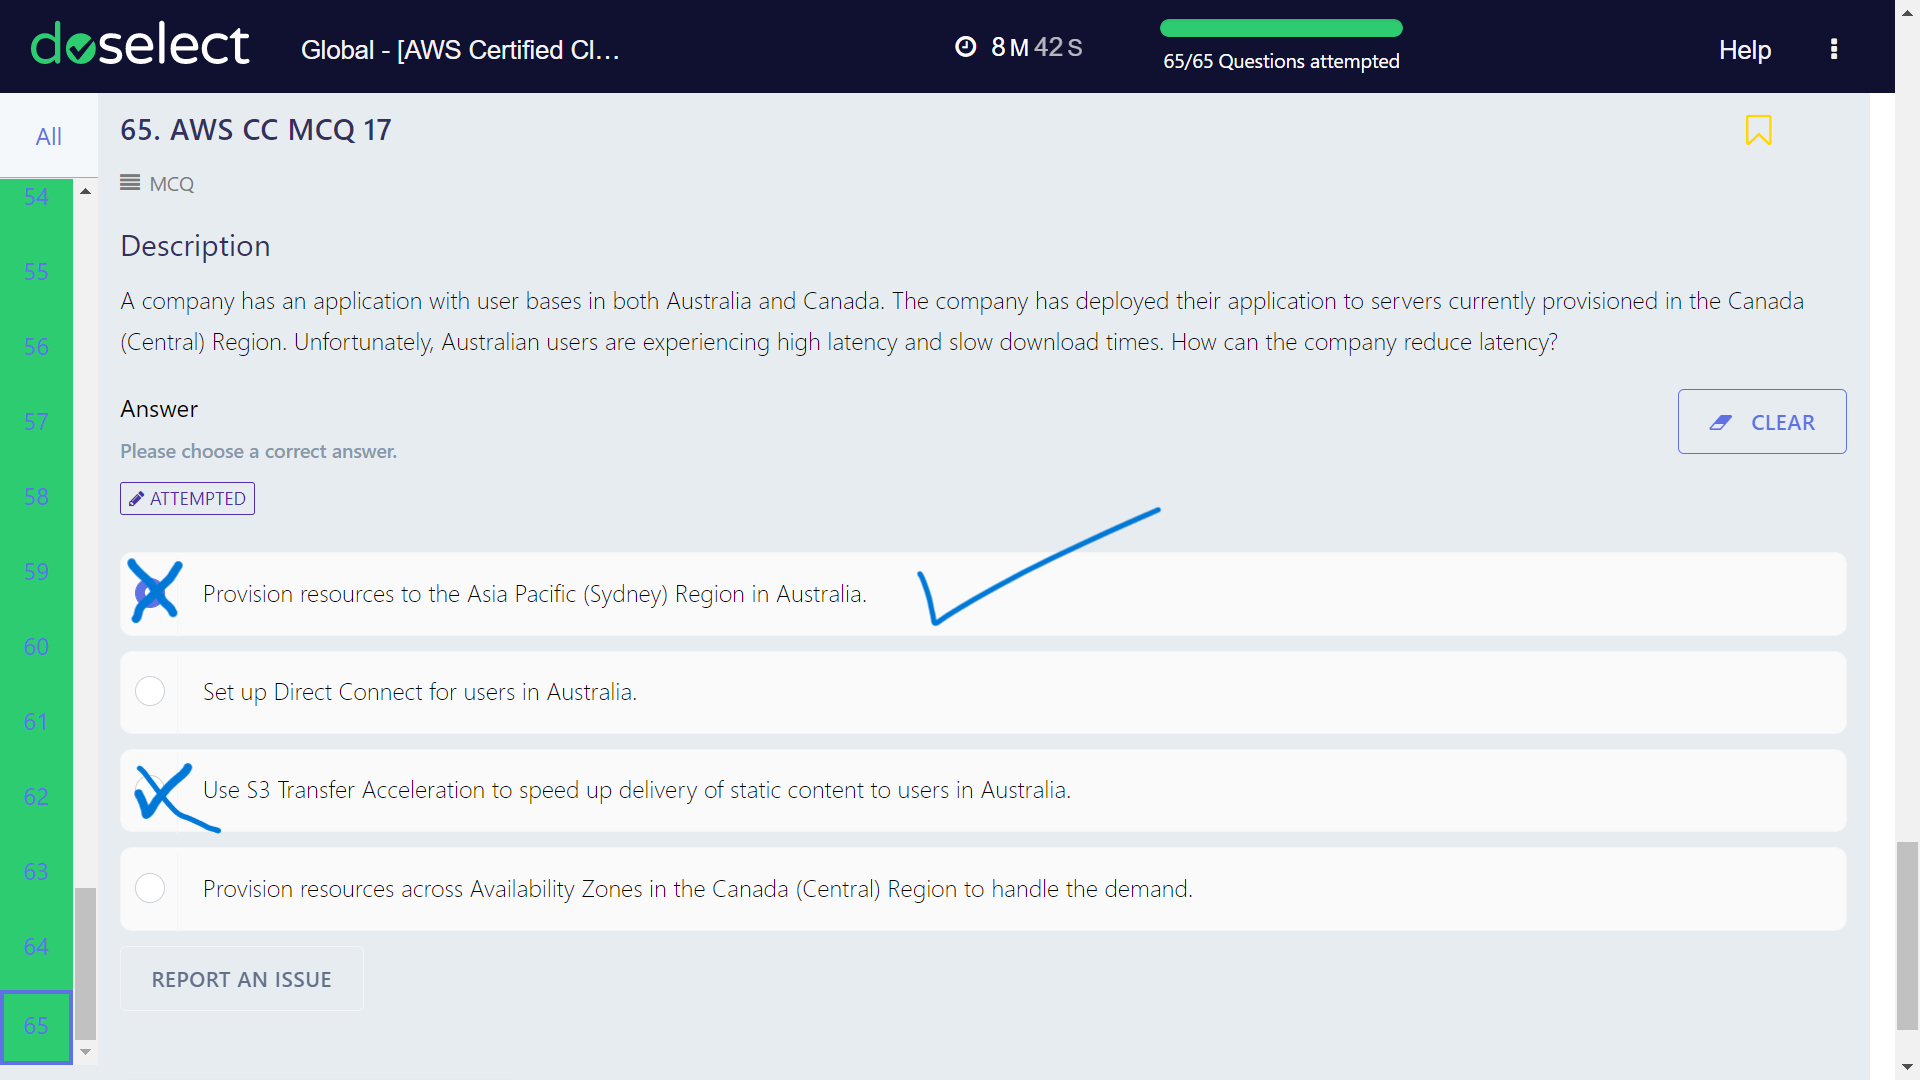 doselect
Global - [AWS Certified Cl...
8M 42S
65/65 Questions attempted
Help
All
54
55
56
57
58
59
60
61
62
63
64
65
65. AWS CC MCQ 17
MCQ
Description
A company has an application with user bases in both Australia and Canada. The company has deployed their application to servers currently provisioned in the Canada
(Central) Region. Unfortunately, Australian users are experiencing high latency and slow download times. How can the company reduce latency?
Answer
CLEAR
Please choose a correct answer.
ATTEMPTED
Provision resources to the Asia Pacific (Sydney) Region in Australia.
Set up Direct Connect for users in Australia.
Use S3 Transfer Acceleration to speed up delivery of static content to users in Australia.
Provision resources across Availability Zones in the Canada (Central) Region to handle the demand.
REPORT AN ISSUE